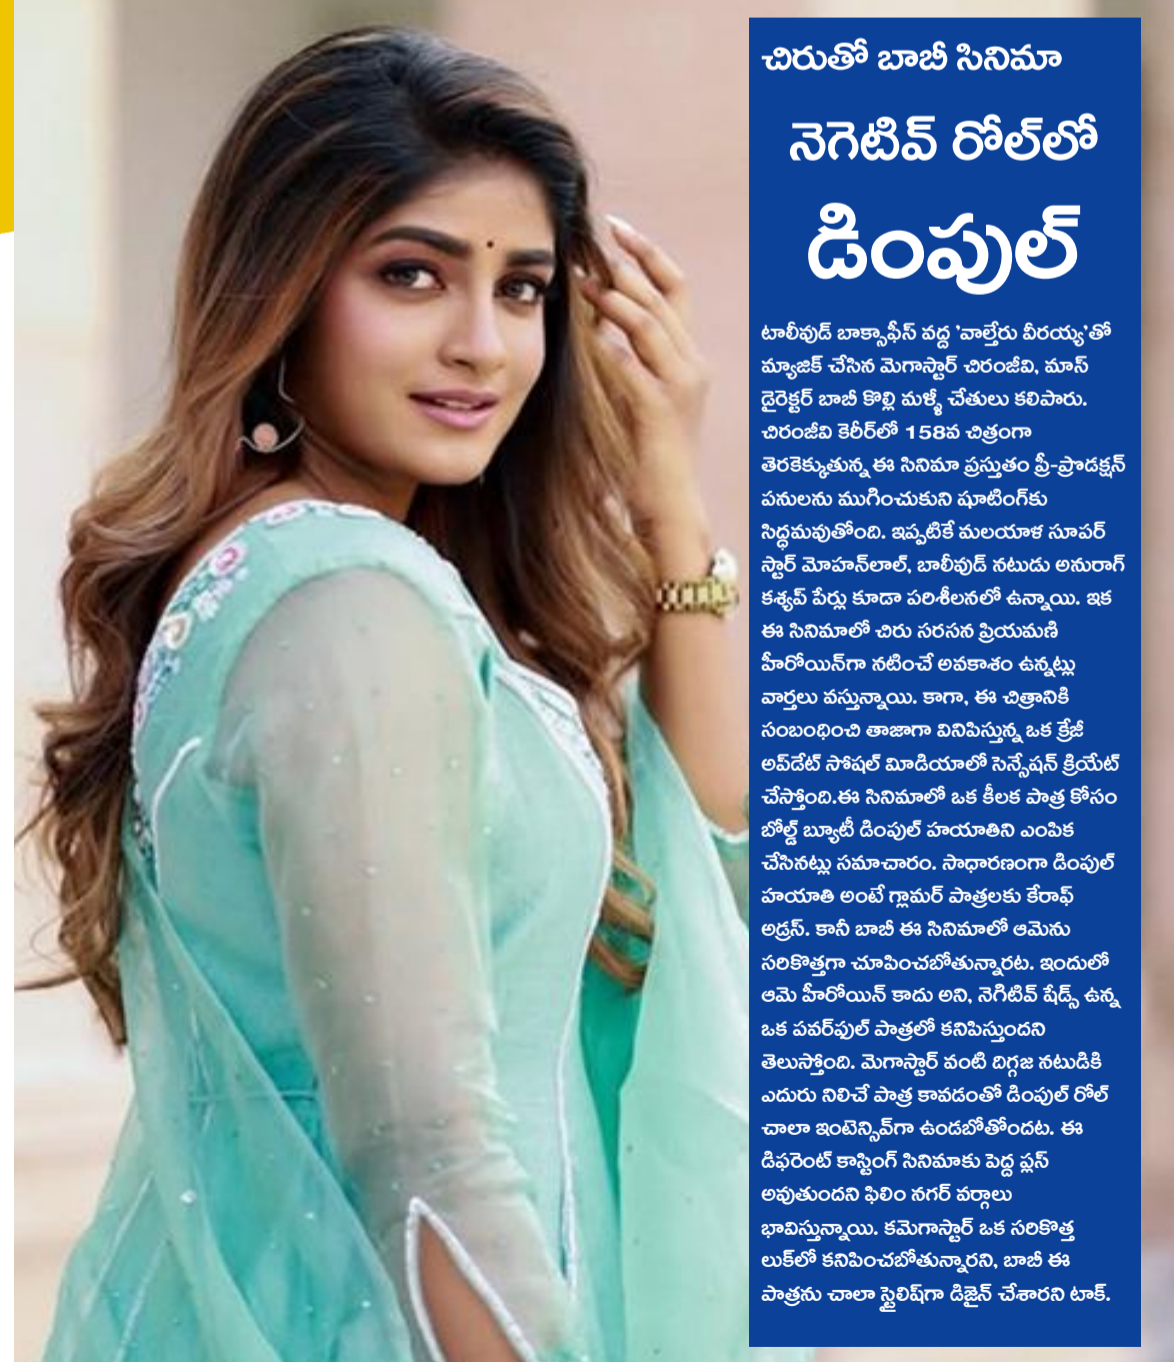 చిరుతో బాబీ సినిమా
నెగెటివ్ రోల్‌లో
డింపుల్
టాలీవుడ్ బాక్సాఫీస్ వద్ద 'వాల్తేరు వీరయ్య'తో
మ్యాజిక్ చేసిన మెగాస్టార్ చిరంజీవి, మాస్
డైరెక్టర్ బాబీ కొల్లి మళ్ళీ చేతులు కలిపారు.
చిరంజీవి కెరీర్‌లో 158వ చిత్రంగా
తెరకెక్కుతున్న ఈ సినిమా ప్రస్తుతం ప్రీ-ప్రొడక్షన్
పనులను ముగించుకుని షూటింగ్‌కు
సిద్ధమవుతోంది. ఇప్పటికే మలయాళ సూపర్
స్టార్ మోహన్‌లాల్, బాలీవుడ్ నటుడు అనురాగ్
కశ్యప్ పేర్లు కూడా పరిశీలనలో ఉన్నాయి. ఇక
ఈ సినిమాలో చిరు సరసన ప్రియమణి
హీరోయిన్‌గా నటించే అవకాశం ఉన్నట్లు
వార్తలు వస్తున్నాయి. కాగా, ఈ చిత్రానికి
సంబంధించి తాజాగా వినిపిస్తున్న ఒక క్రేజీ
అప్‌డేట్ సోషల్ మీడియాలో సెన్సేషన్ క్రియేట్
చేస్తోంది.ఈ సినిమాలో ఒక కీలక పాత్ర కోసం
బోల్డ్ బ్యూటీ డింపుల్ హయాతిని ఎంపిక
చేసినట్లు సమాచారం. సాధారణంగా డింపుల్
హయాతి అంటే గ్లామర్ పాత్రలకు కేరాఫ్
అడ్రస్. కానీ బాబీ ఈ సినిమాలో ఆమెను
సరికొత్తగా చూపించబోతున్నారట. ఇందులో
ఆమె హీరోయిన్ కాదు అని, నెగిటివ్ షేడ్స్ ఉన్న
ఒక పవర్‌ఫుల్ పాత్రలో కనిపిస్తుందని
తెలుస్తోంది. మెగాస్టార్ వంటి దిగ్గజ నటుడికి
ఎదురు నిలిచే పాత్ర కావడంతో డింపుల్ రోల్
చాలా ఇంటెన్సివ్‌గా ఉండబోతోందట. ఈ
డిఫరెంట్ కాస్టింగ్ సినిమాకు పెద్ద ప్లస్
అవుతుందని ఫిలిం నగర్ వర్గాలు
భావిస్తున్నాయి. కమెగాస్టార్ ఒక సరికొత్త
లుక్‌లో కనిపించబోతున్నారని, బాబీ ఈ
పాత్రను చాలా స్టైలిష్‌గా డిజైన్ చేశారని టాక్.